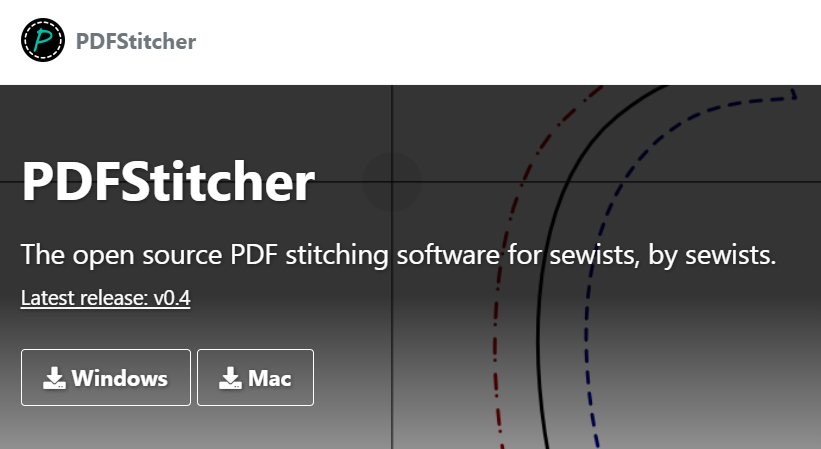 PDFStitcher
PDFStitcher
The open source PDF stitching software for sewists, by sewists.
Latest release: v0.4
Windows
Mac